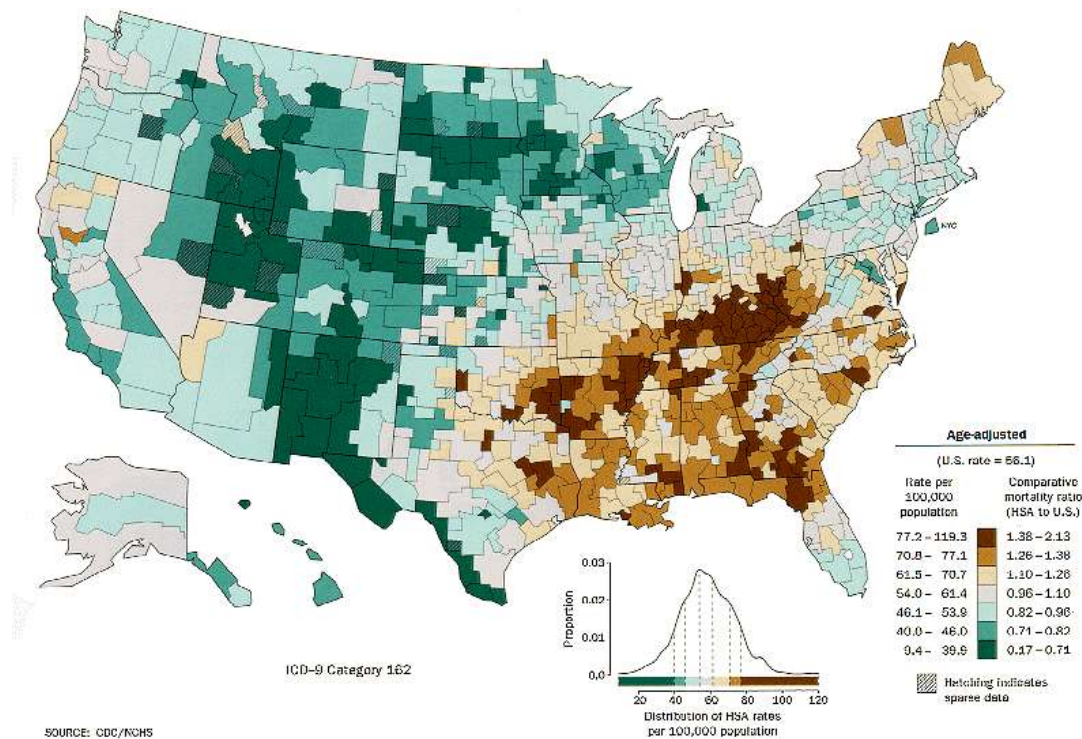 NYC
Age-adjusted
(U.S. rate = 56.1)
Rate per
100,000
population
Comparative
mortality ratio
(HSA to U.S.)
77.2 – 119.3 1.38 – 2.13
70.8 – 77.1 1.26 – 1.38
61.5 – 70.7 1.10 – 1.26
54.0 – 61.4 0.96 – 1.10
46.1 – 53.9 0.82 – 0.96
40.0 – 46.0 0.71 – 0.82
9.4 – 39.9 0.17 – 0.71
Hatching indicates
sparse data
0.03
0.02
0.01
0.0
Proportion
20 40 60 80 100 120
Distribution of HSA rates
per 100,000 population
ICD–9 Category 162
SOURCE: CDC/NCHS